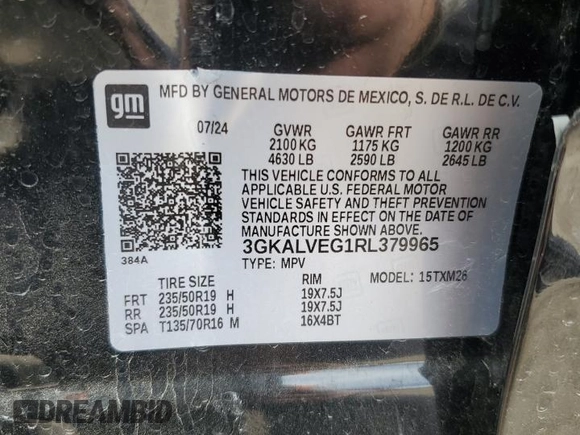 gm
MFD BY GENERAL MOTORS DE MEXICO, S. DE R.L. DE C.V.
07/24 GVWR GAWR FRT GAWR RR
2100 KG 1175 KG 1200 KG
4630 LB 2590 LB 2645 LB
THIS VEHICLE CONFORMS TO ALL
APPLICABLE U.S. FEDERAL MOTOR
VEHICLE SAFETY AND THEFT PREVENTION
STANDARDS IN EFFECT ON THE DATE OF
MANUFACTURE SHOWN ABOVE.
3GKALVEG1RL379965
384A TYPE: MPV
TIRE SIZE RIM MODEL: 15TXM26
FRT 235/50R19 H 19X7.5J
RR 235/50R19 H 19X7.5J
SPA T135/70R16 M 16X4BT
DREAMBID